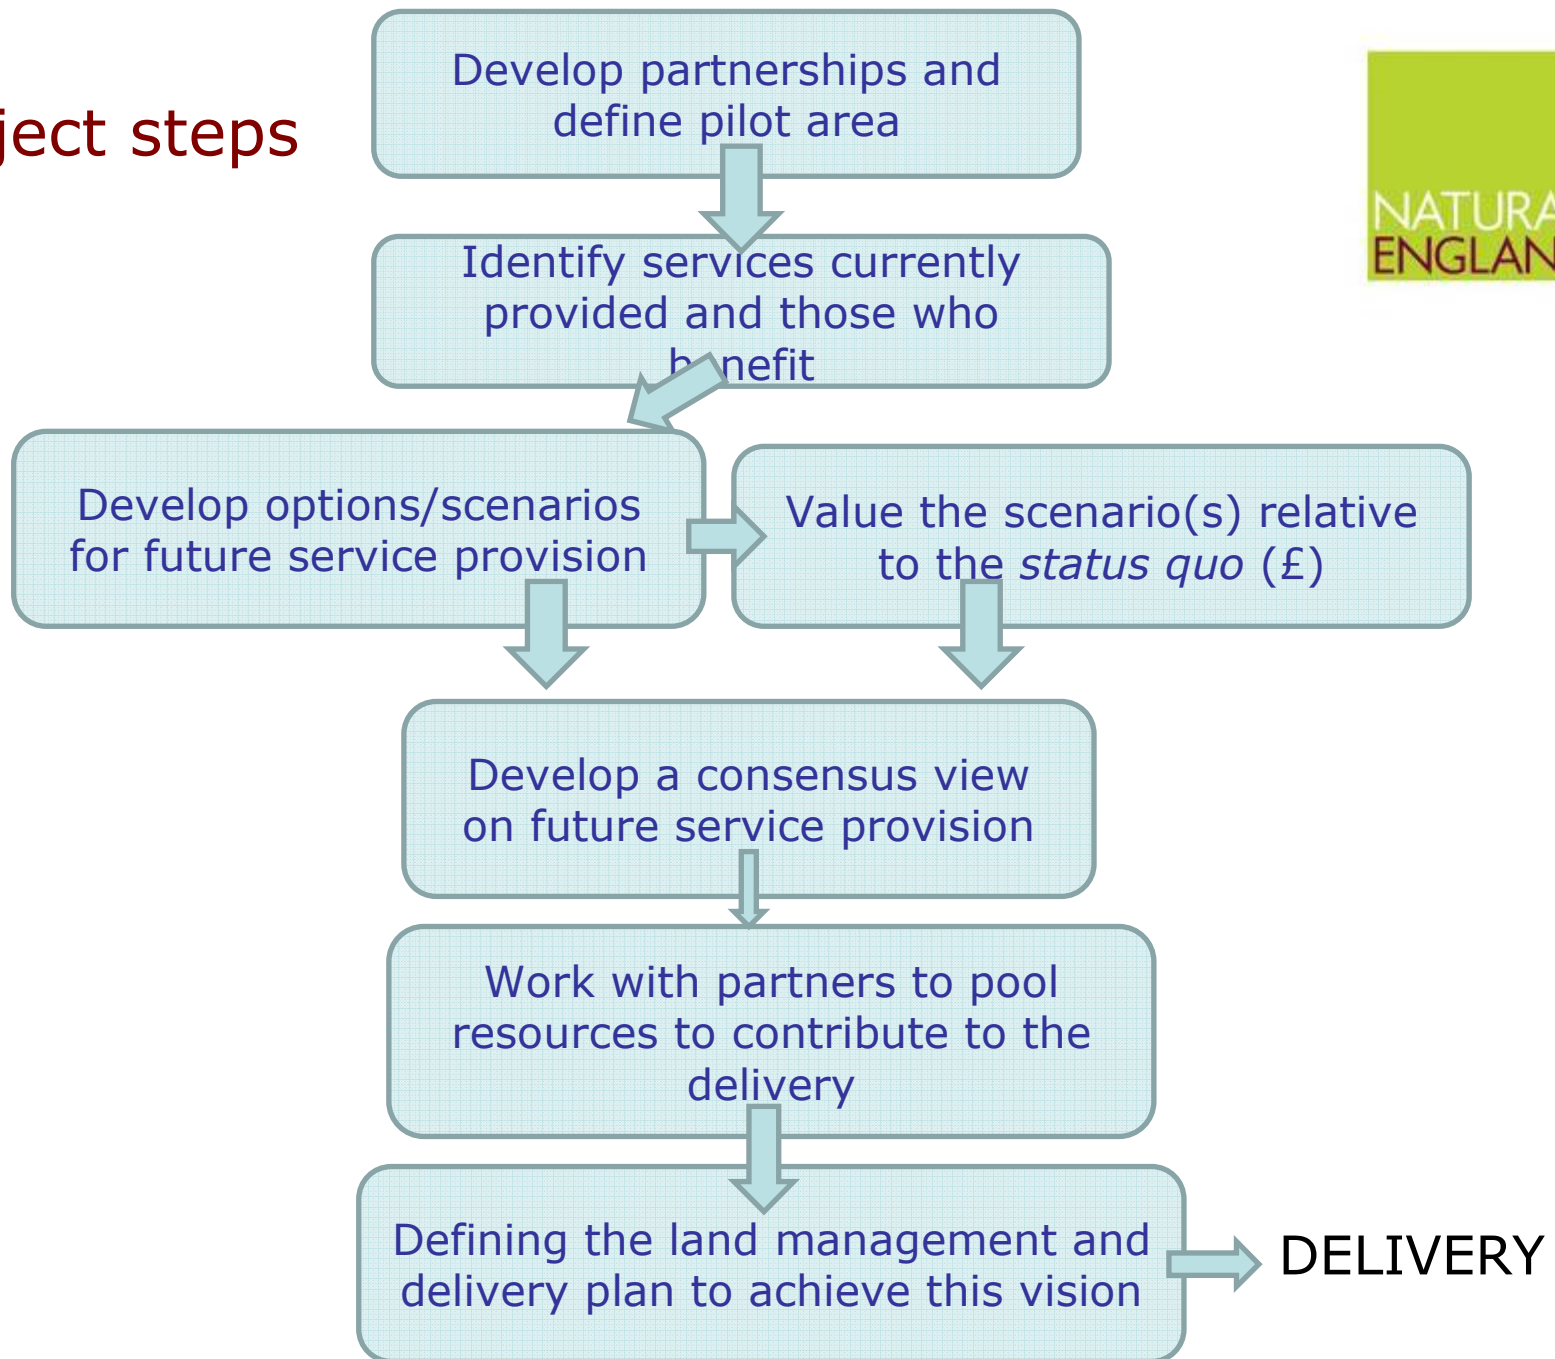 ject steps
Develop partnerships and
define pilot area
NATURA
ENGLAN
Identify services currently
provided and those who
benefit
Develop options/scenarios
for future service provision
Value the scenario(s) relative
to the status quo (£)
Develop a consensus view
on future service provision
Work with partners to pool
resources to contribute to the
delivery
Defining the land management and
delivery plan to achieve this vision
DELIVERY